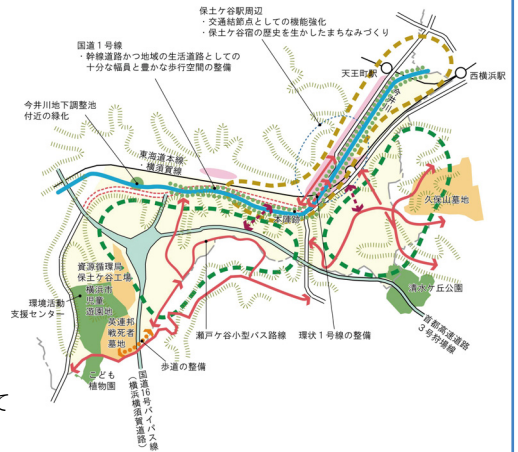 保土ケ谷駅周辺
・交通結節点としての機能強化
・保土ケ谷宿の歴史を生かしたまちなみづくり
国道1号線
・幹線道路かつ地域の生活道路としての
十分な幅員と豊かな歩行空間の整備
天王町駅
西横浜駅
今井川
今井川地下調整池
付近の緑化
東海道本線・
横須賀線
本陣跡
久保山墓地
資源循環局
保土ケ谷工場
横浜市
児童
遊園地
環境活動
支援センター
英連邦
戦死者
墓地
瀬戸ケ谷小型バス路線
環状1号線の整備
清水ケ丘公園
首都高速道路
3号狩場線
歩道の整備
こども
植物園
国道16号バイパス線
(横浜横須賀道路)
て